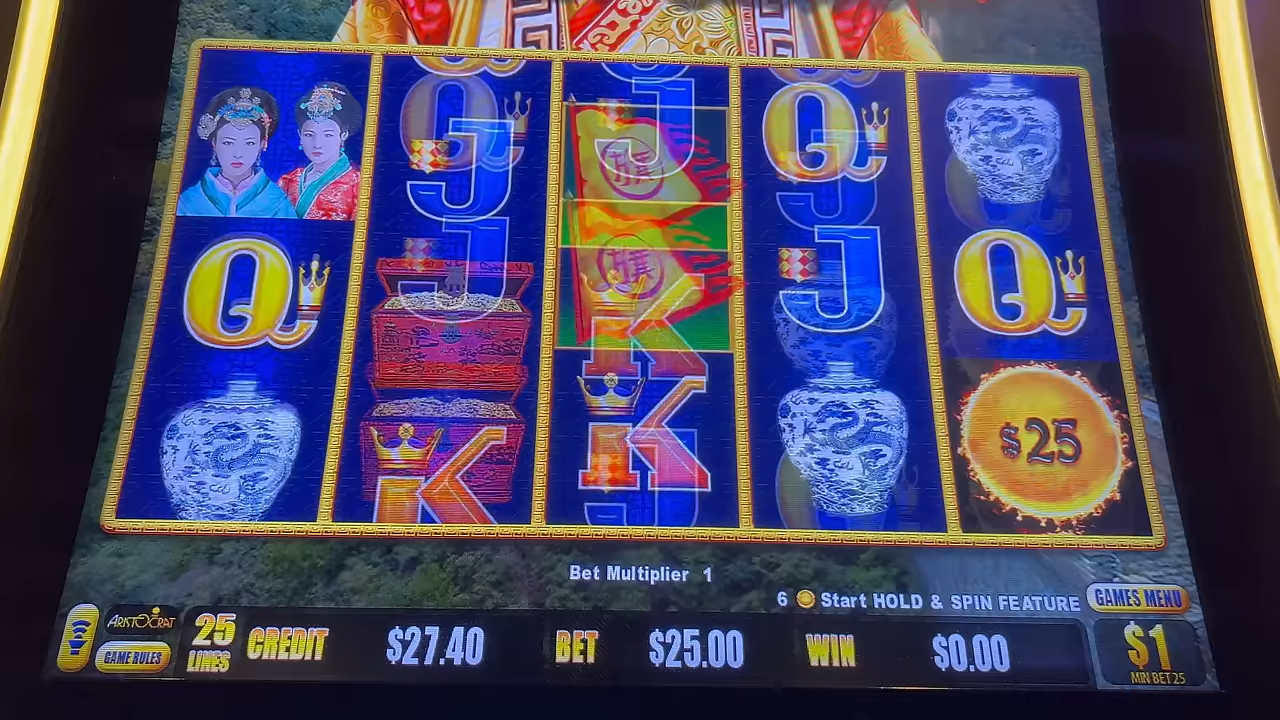 Q J Q
J J
Q Q
K
K $25
K
Bet Multiplier 1
6 Start HOLD & SPIN FEATURE GAMES MENU
ARISTOCRAT
GAME RULES
25 LINES CREDIT $27.40 BET $25.00 WIN $0.00 $1
MIN BET 25